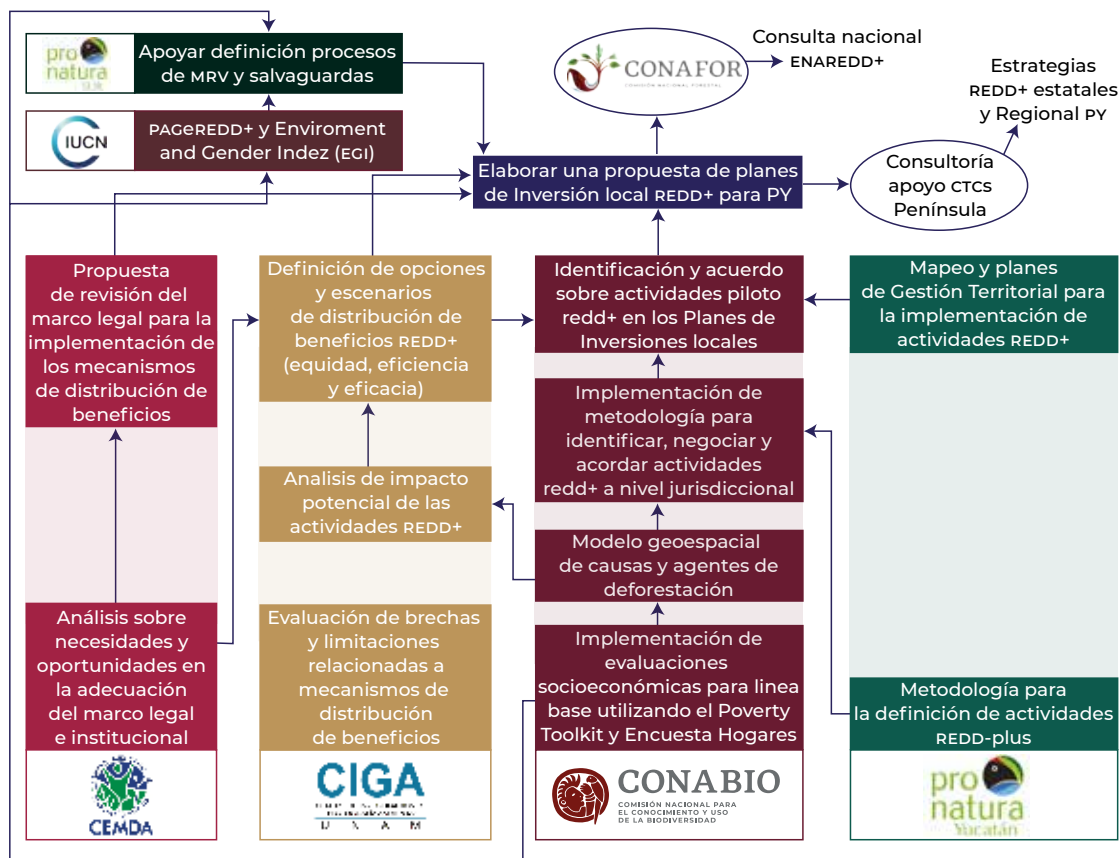 pro
natura
Apoyar definición procesos
de MRV y salvaguardas
IUCN
PAGeREDD+ y Enviroment
and Gender Indez (EGI)
CONAFOR
COMISIÓN NACIONAL FORESTAL
Consulta nacional
ENAREDD+
Estrategias
REDD+ estatales
y Regional PY
Elaborar una propuesta de planes
de Inversión local REDD+ para PY
Consultoría
apoyo CTCS
Península
Propuesta
de revisión del
marco legal para la
implementación de
los mecanismos
de distribución de
beneficios
Análisis sobre
necesidades y
oportunidades en
la adecuación
del marco legal
e institucional
CEMDA
Definición de opciones
y escenarios
de distribución de
beneficios REDD+
(equidad, eficiencia
y eficacia)
Analisis de impacto
potencial de las
actividades REDD+
Evaluación de brechas
y limitaciones
relacionadas a
mecanismos de
distribución
de beneficios
CIGA
U N A M
Identificación y acuerdo
sobre actividades piloto
redd+ en los Planes de
Inversiones locales
Implementación de
metodología para
identificar, negociar y
acordar actividades
redd+ a nivel jurisdiccional
Modelo geoespacial
de causas y agentes de
deforestación
Implementación de
evaluaciones
socioeconómicas para linea
base utilizando el Poverty
Toolkit y Encuesta Hogares
CONABIO
COMISIÓN NACIONAL PARA
EL CONOCIMIENTO Y USO
DE LA BIODIVERSIDAD
Mapeo y planes
de Gestión Territorial para
la implementación de
actividades REDD+
Metodología para
la definición de actividades
REDD-plus
pro
natura
Yucatán